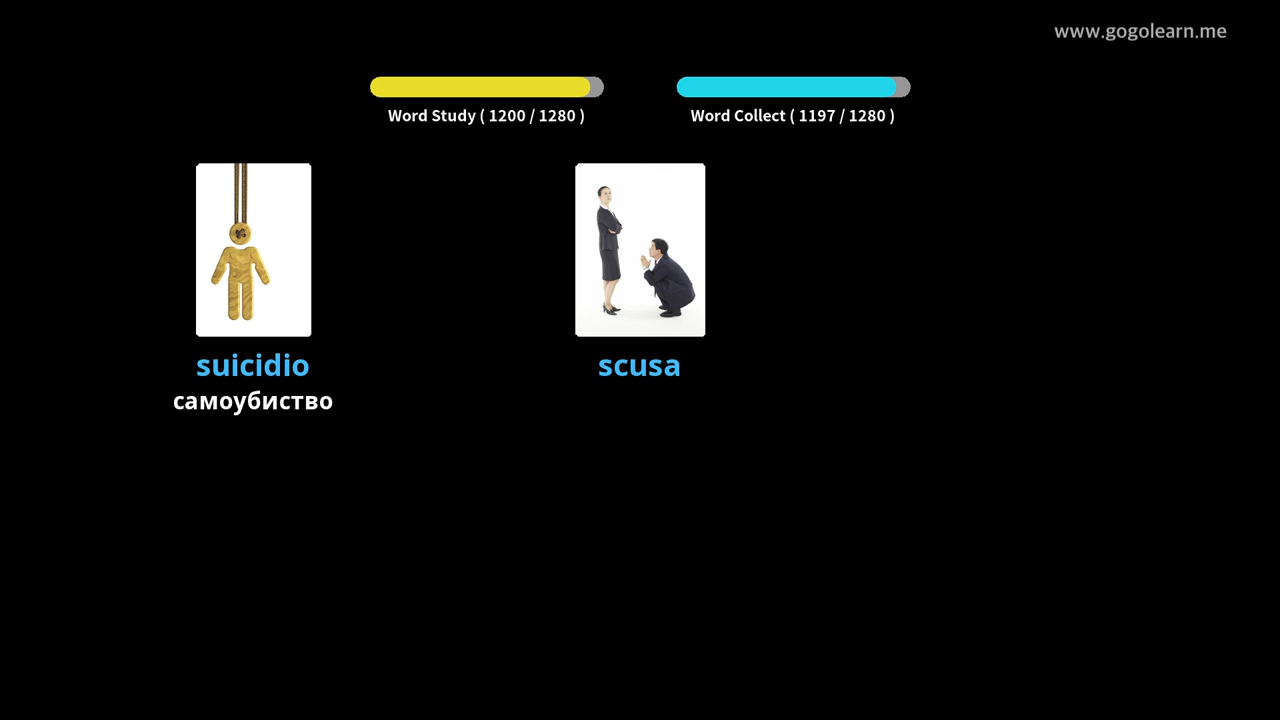 www.gogolearn.me
Word Study ( 1200 / 1280 )
Word Collect ( 1197 / 1280 )
suicidio
scusa
самоубиство